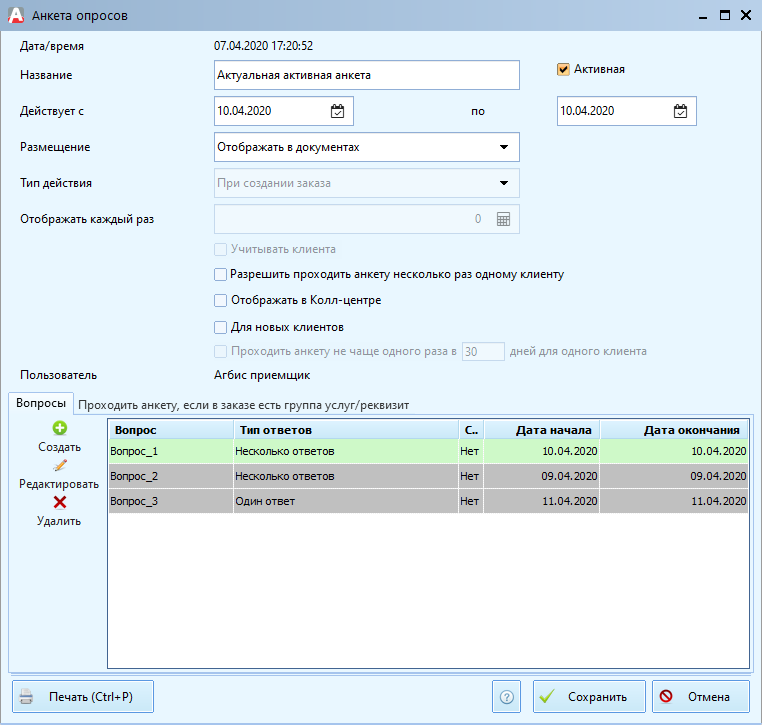 Анкета опросов
Дата/время 07.04.2020 17:20:52
Название Актуальная активная анкета Активная
Действует с 10.04.2020 по 10.04.2020
Размещение Отображать в документах
Тип действия При создании заказа
Отображать каждый раз 0
Учитывать клиента
Разрешить проходить анкету несколько раз одному клиенту
Отображать в Колл-центре
Для новых клиентов
Проходить анкету не чаще одного раза в 30 дней для одного клиента
Пользователь Агбис приемщик
Вопросы Проходить анкету, если в заказе есть группа услуг/реквизит
Создать
Редактировать
Удалить
Вопрос Тип ответов С.. Дата начала Дата окончания
Вопрос_1 Несколько ответов Нет 10.04.2020 10.04.2020
Вопрос_2 Несколько ответов Нет 09.04.2020 09.04.2020
Вопрос_3 Один ответ Нет 11.04.2020 11.04.2020
Печать (Ctrl+P) ? Сохранить Отмена